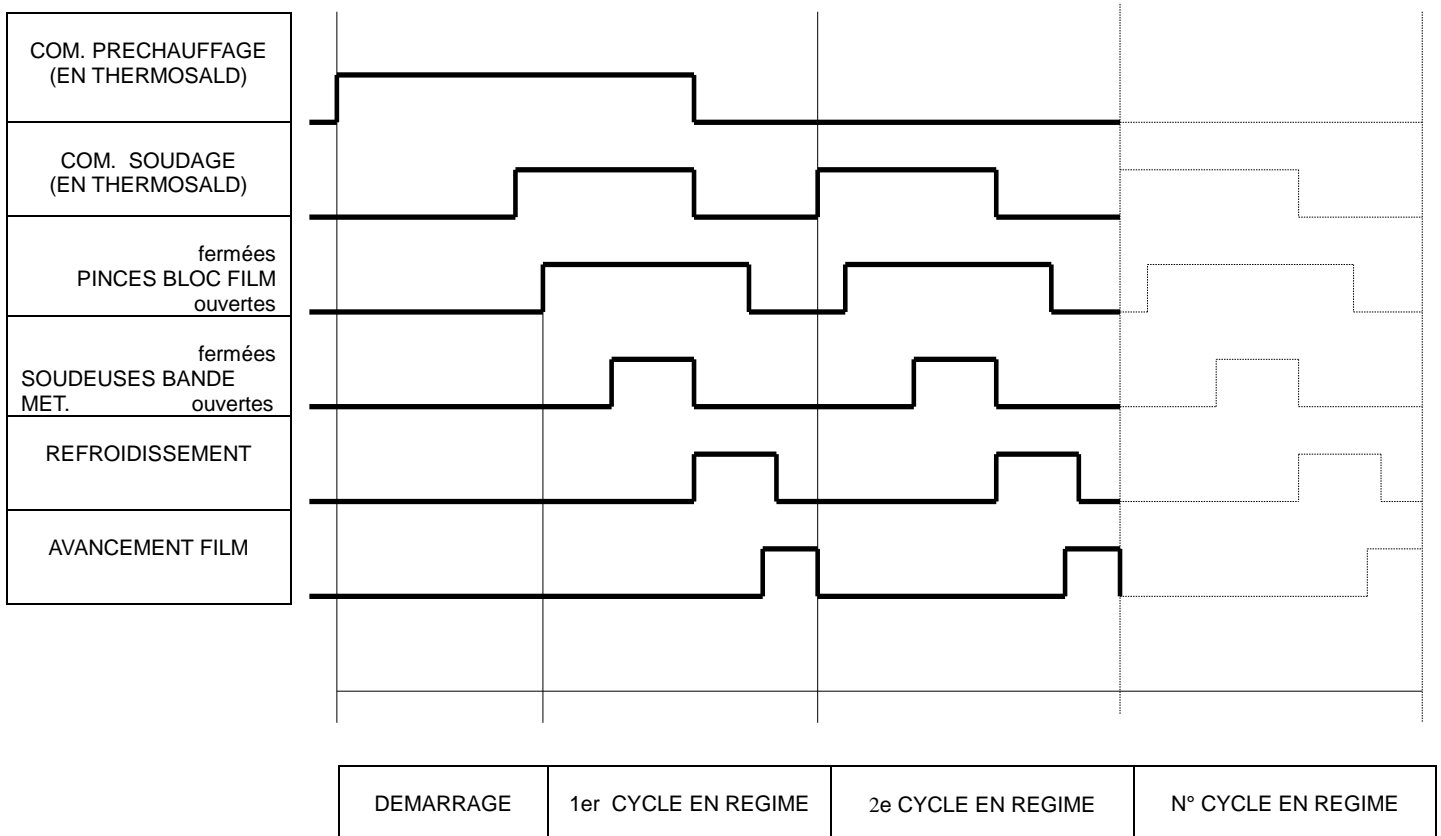 COM. PRECHAUFFAGE
(EN THERMOSALD)
COM. SOUDAGE
(EN THERMOSALD)
fermées
PINCES BLOC FILM
ouvertes
fermées
SOUDEUSES BANDE
MET. ouvertes
REFROIDISSEMENT
AVANCEMENT FILM
DEMARRAGE 1er CYCLE EN REGIME 2e CYCLE EN REGIME N° CYCLE EN REGIME